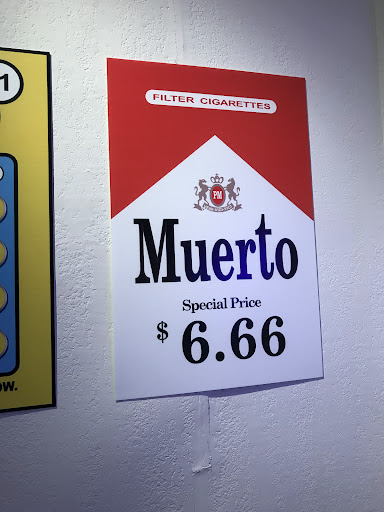 1
FILTER CIGARETTES
PM
Muerto
Special Price
$ 6.66
OW.